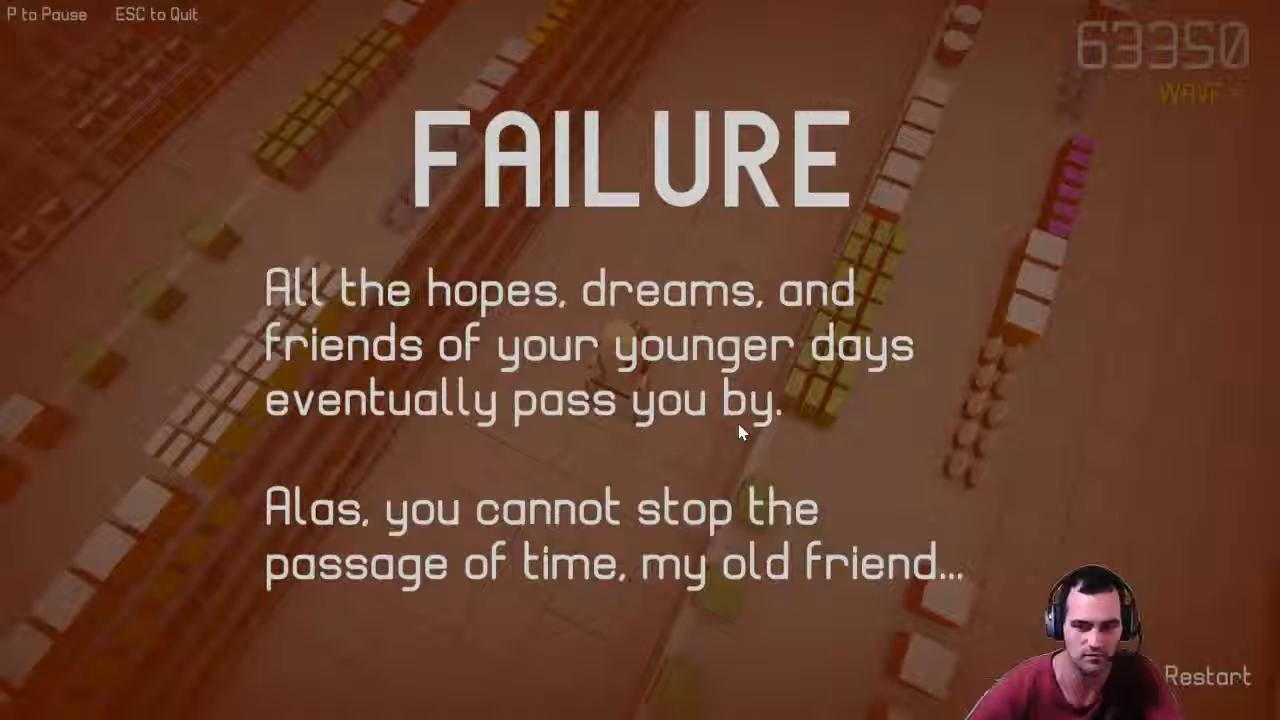 P to Pause ESC to Quit
63350
WAVE
FAILURE
All the hopes, dreams, and
friends of your younger days
eventually pass you by.
Alas, you cannot stop the
passage of time, my old friend...
Restart